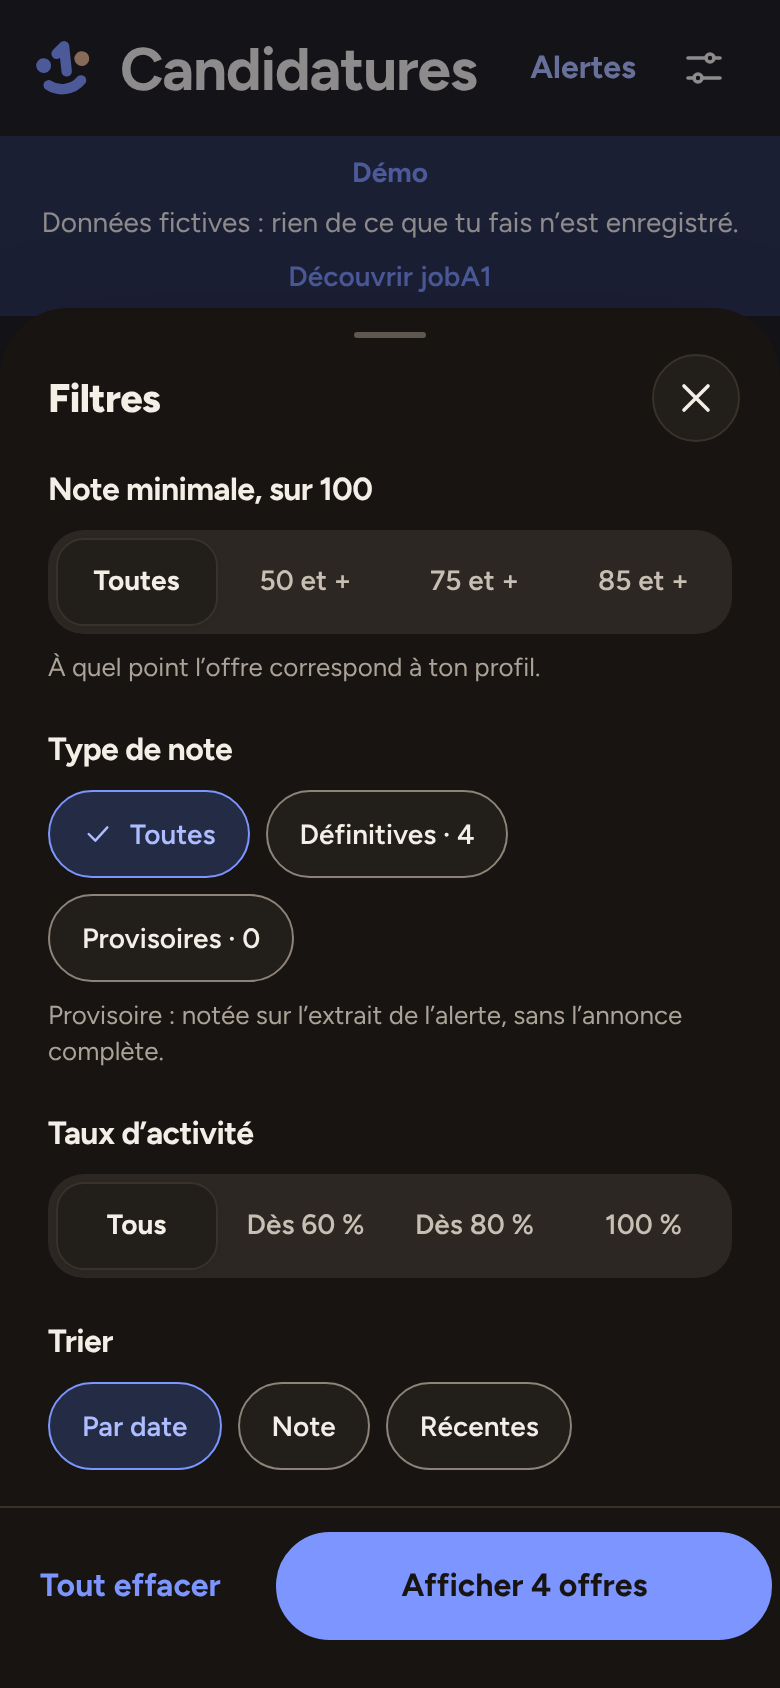 Candidatures
Alertes
Démo
Données fictives : rien de ce que tu fais n’est enregistré.
Découvrir jobA1
Filtres
Note minimale, sur 100
Toutes
50 et +
75 et +
85 et +
À quel point l’offre correspond à ton profil.
Type de note
Toutes
Définitives · 4
Provisoires · 0
Provisoire : notée sur l’extrait de l’alerte, sans l’annonce
complète.
Taux d’activité
Tous
Dès 60 %
Dès 80 %
100 %
Trier
Par date
Note
Récentes
Tout effacer
Afficher 4 offres